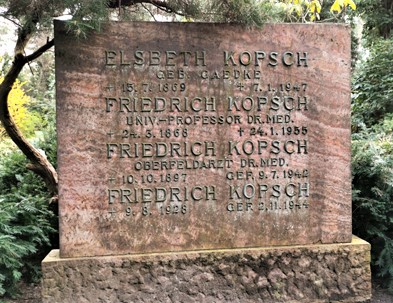 ELSBETH KOPSCH
GEB. GAEDKE
* 15.7.1869 + 7.1.1947
FRIEDRICH KOPSCH
UNIV.-PROFESSOR DR. MED.
* 24.3.1868 + 24.1.1955
FRIEDRICH KOPSCH
OBERFELDARZT DR. MED.
* 10.10.1897 GEF. 9.7.1942
FRIEDRICH KOPSCH
* 9.8.1926 GEF. 2.11.1944